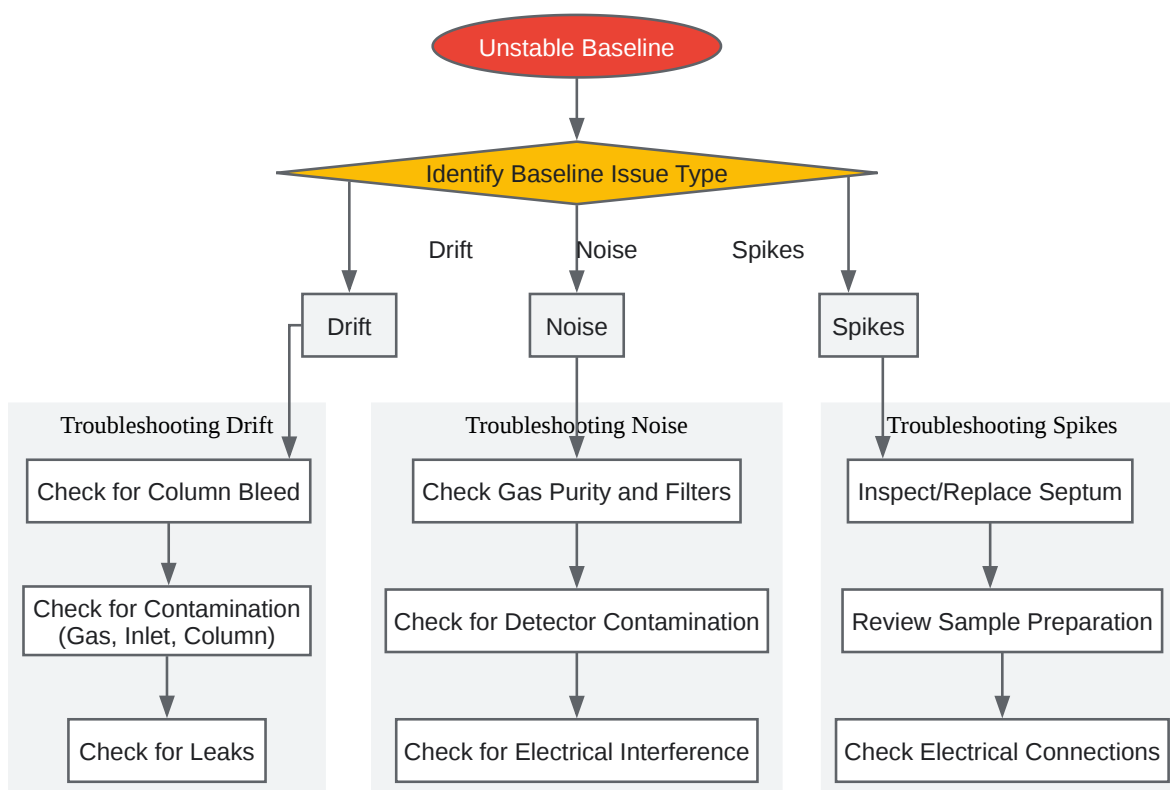 Unstable Baseline
Identify Baseline Issue Type
Drift
Noise
Spikes
Drift
Noise
Spikes
Troubleshooting Drift
Troubleshooting Noise
Troubleshooting Spikes
Check for Column Bleed
Check Gas Purity and Filters
Inspect/Replace Septum
Check for Contamination
(Gas, Inlet, Column)
Check for Detector Contamination
Review Sample Preparation
Check for Leaks
Check for Electrical Interference
Check Electrical Connections